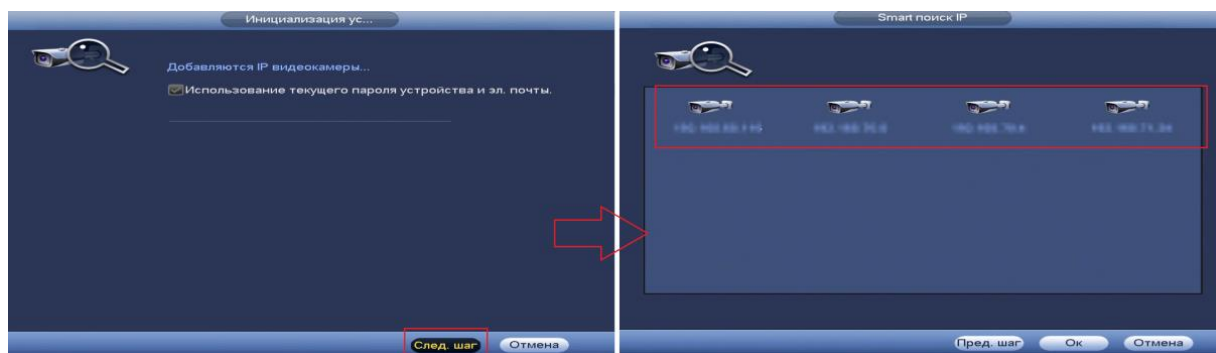 Инициализация ус...
Добавляются IP видеокамеры...
Использование текущего пароля устройства и эл. почты.
След. шаг
Отмена
Smart поиск IP
Пред. шаг
Ок
Отмена